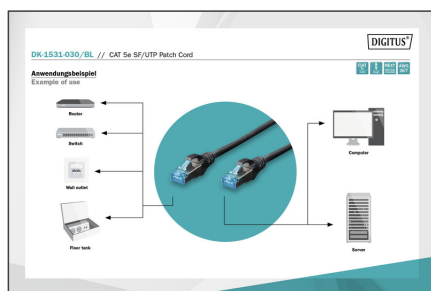 DIGITUS®
DK-1531-030/BL // CAT 5e SF/UTP Patch Cord
Anwendungsbeispiel
Example of use
Router
Switch
Wall outlet
Floor tank
Computer
Server